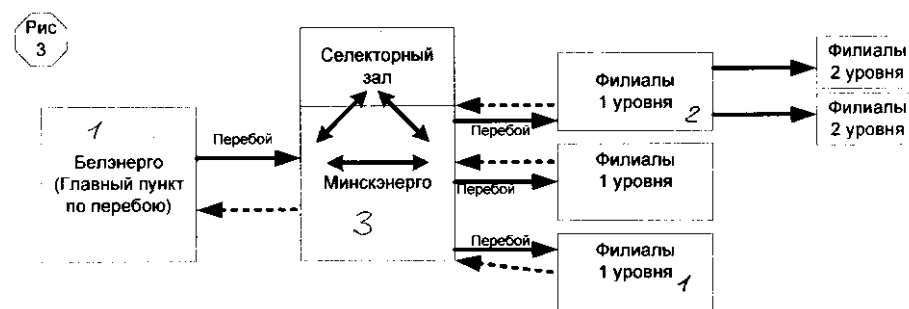 Рис
3
Селекторный
зал
1
Белэнерго
(Главный пункт
по перебою)
Перебой
Минскэнерго
3
Перебой
Филиалы
1 уровня
2
Филиалы
2 уровня
Филиалы
2 уровня
Перебой
Филиалы
1 уровня
Перебой
Филиалы
1 уровня
1